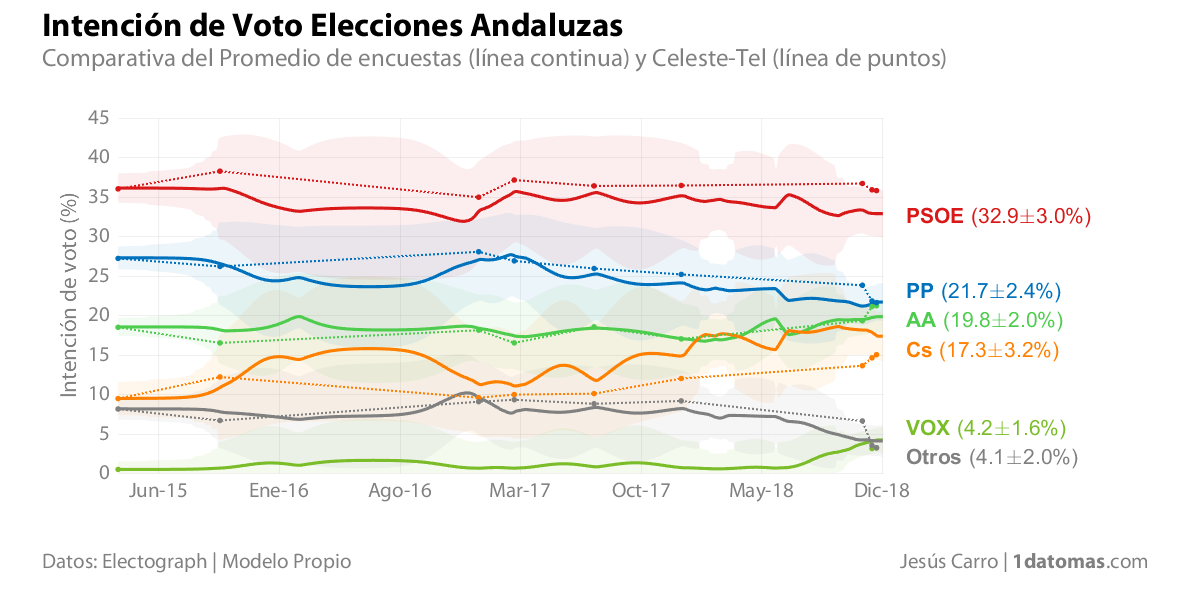 Intención de Voto Elecciones Andaluzas
Comparativa del Promedio de encuestas (línea continua) y Celeste-Tel (línea de puntos)
Intención de voto (%)
45
40
35
30
25
20
15
10
5
0
Jun-15
Ene-16
Ago-16
Mar-17
Oct-17
May-18
Dic-18
PSOE (32.9±3.0%)
PP (21.7±2.4%)
AA (19.8±2.0%)
Cs (17.3±3.2%)
VOX (4.2±1.6%)
Otros (4.1±2.0%)
Datos: Electograph | Modelo Propio
Jesús Carro | 1datomas.com